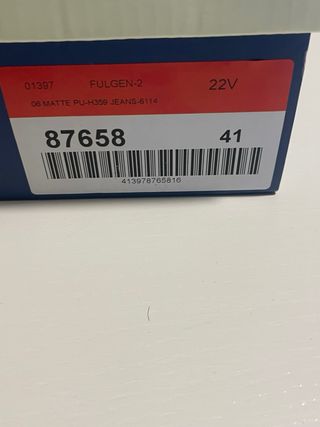 01397 FULGEN-2 22V
06 MATTE PU-H359 JEANS-6114
87658 41
413978765816